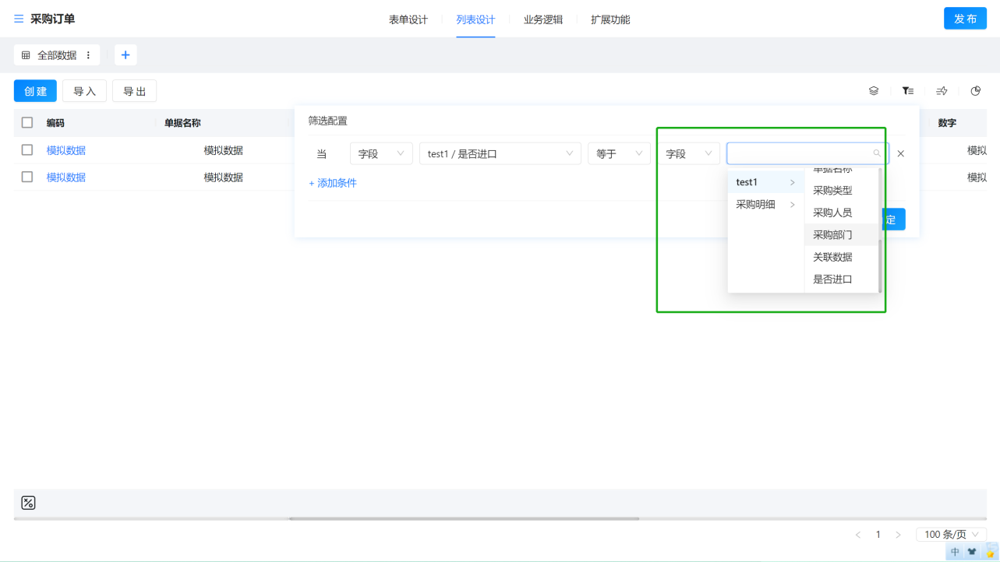 采购订单
表单设计
列表设计
业务逻辑
扩展功能
发 布
全部数据
+
创 建
导 入
导 出
编码
单据名称
筛选配置
数字
模拟数据
模拟数据
当
字段
test1 / 是否进口
等于
字段
模拟
模拟数据
模拟数据
+ 添加条件
模拟
test1
采购明细
单据名称
采购类型
采购人员
采购部门
关联数据
是否进口
定
1
100 条/页
中